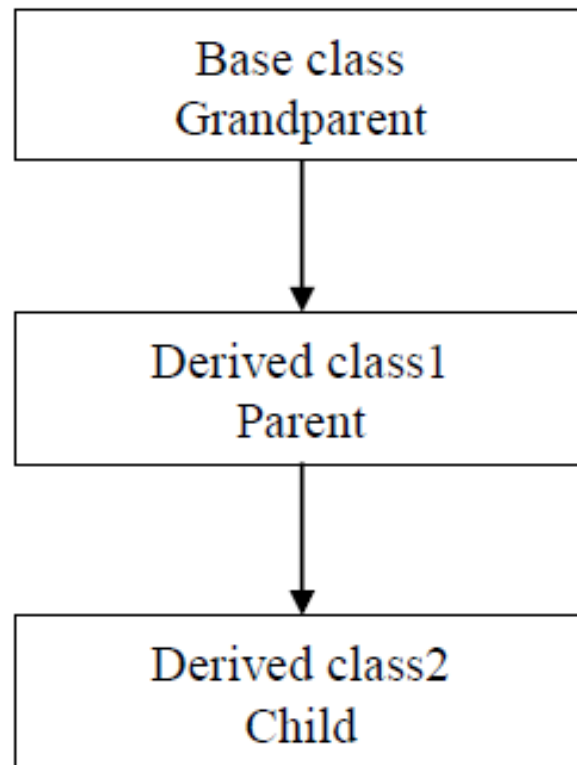 Base class
Grandparent
Derived class1
Parent
Derived class2
Child